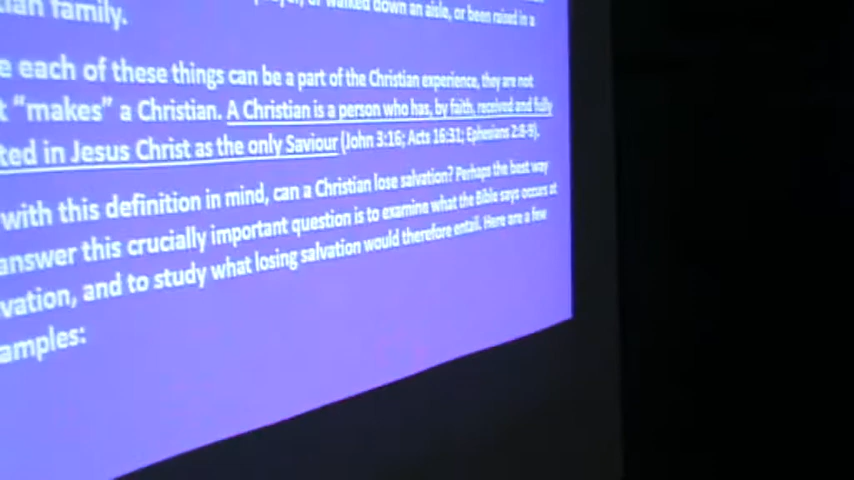 ian family.
walked down an aisle, or been raised in a
e each of these things can be a part of the Christian experience, they are not
t "makes" a Christian. A Christian is a person who has, by faith, received and fully
ted in Jesus Christ as the only Saviour (John 3:16; Acts 16:31; Ephesians 2:8-9).
with this definition in mind, can a Christian lose salvation? Perhaps the best way
answer this crucially important question is to examine what the Bible says occurs at
vation, and to study what losing salvation would therefore entail. Here are a few
amples: